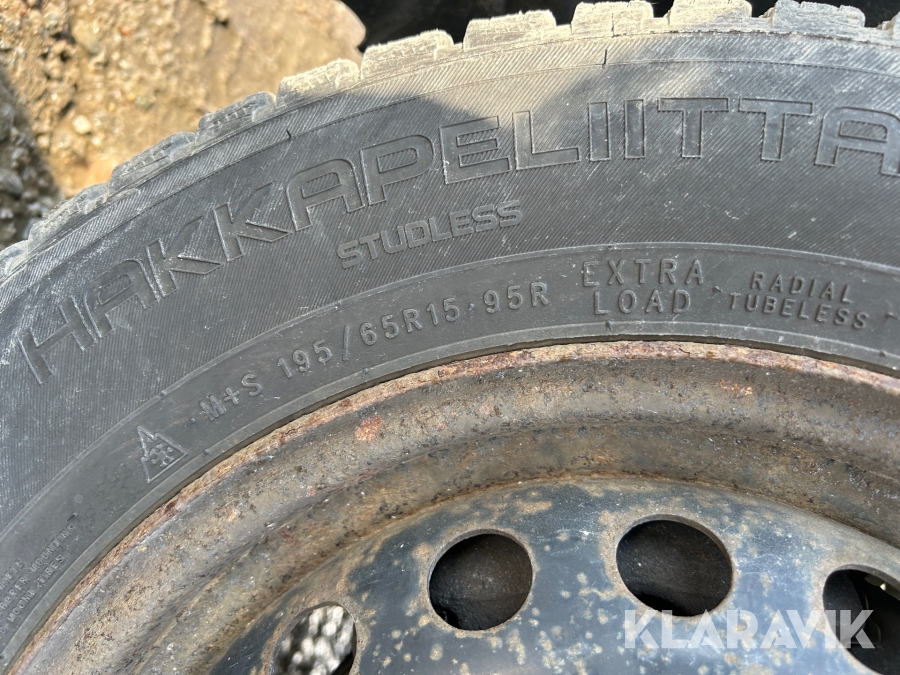 HAKKAPELIITTA
STUDLESS
M+S 195/65R15 95R EXTRA LOAD RADIAL TUBELESS
KLARAVIK